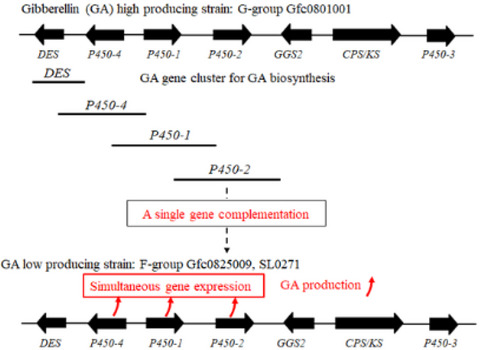 Gibberellin (GA) high producing strain: G-group Gfc0801001
DES P450-4 P450-1 P450-2 GGS2 CPS/KS P450-3
DES GA gene cluster for GA biosynthesis
P450-4
P450-1
P450-2
A single gene complementation
GA low producing strain: F-group Gfc0825009, SL0271
Simultaneous gene expression GA production
DES P450-4 P450-1 P450-2 GGS2 CPS/KS P450-3